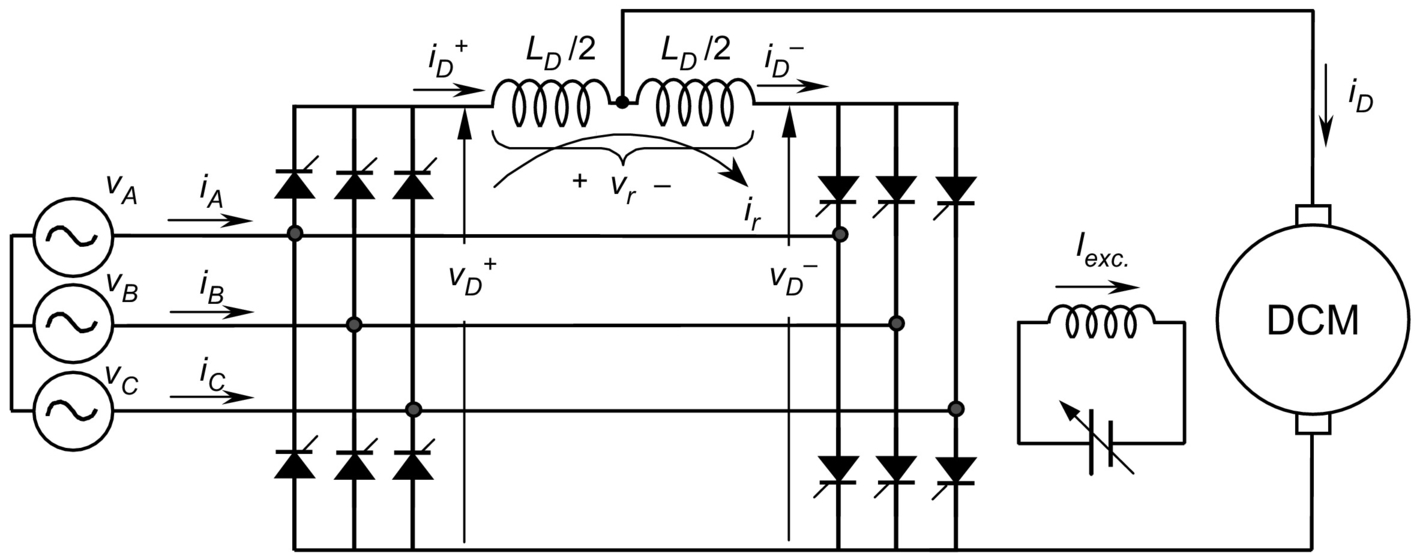 i_D^+ L_D/2 L_D/2 i_D^–
i_D
+ v_r –
i_r
v_A i_A
v_B i_B
v_C i_C
v_D^+ v_D^–
I_exc.
DCM